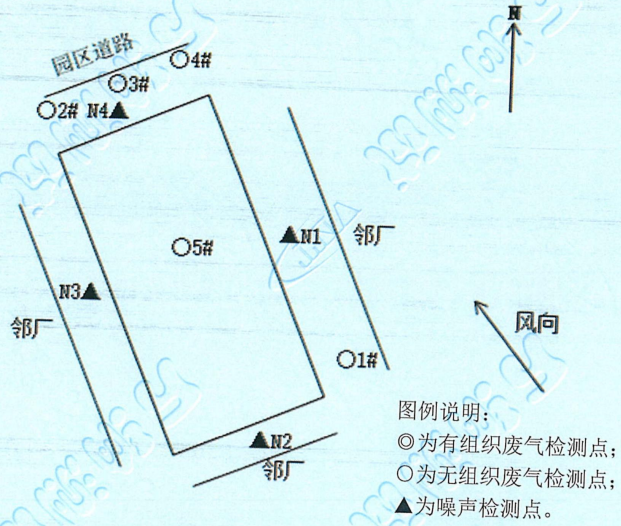 N
园区道路
○4#
○3#
○2# N4▲
▲N1
邻厂
○5#
N3▲
邻厂
风向
○1#
▲N2
邻厂
图例说明：
◎为有组织废气检测点；
○为无组织废气检测点；
▲为噪声检测点。